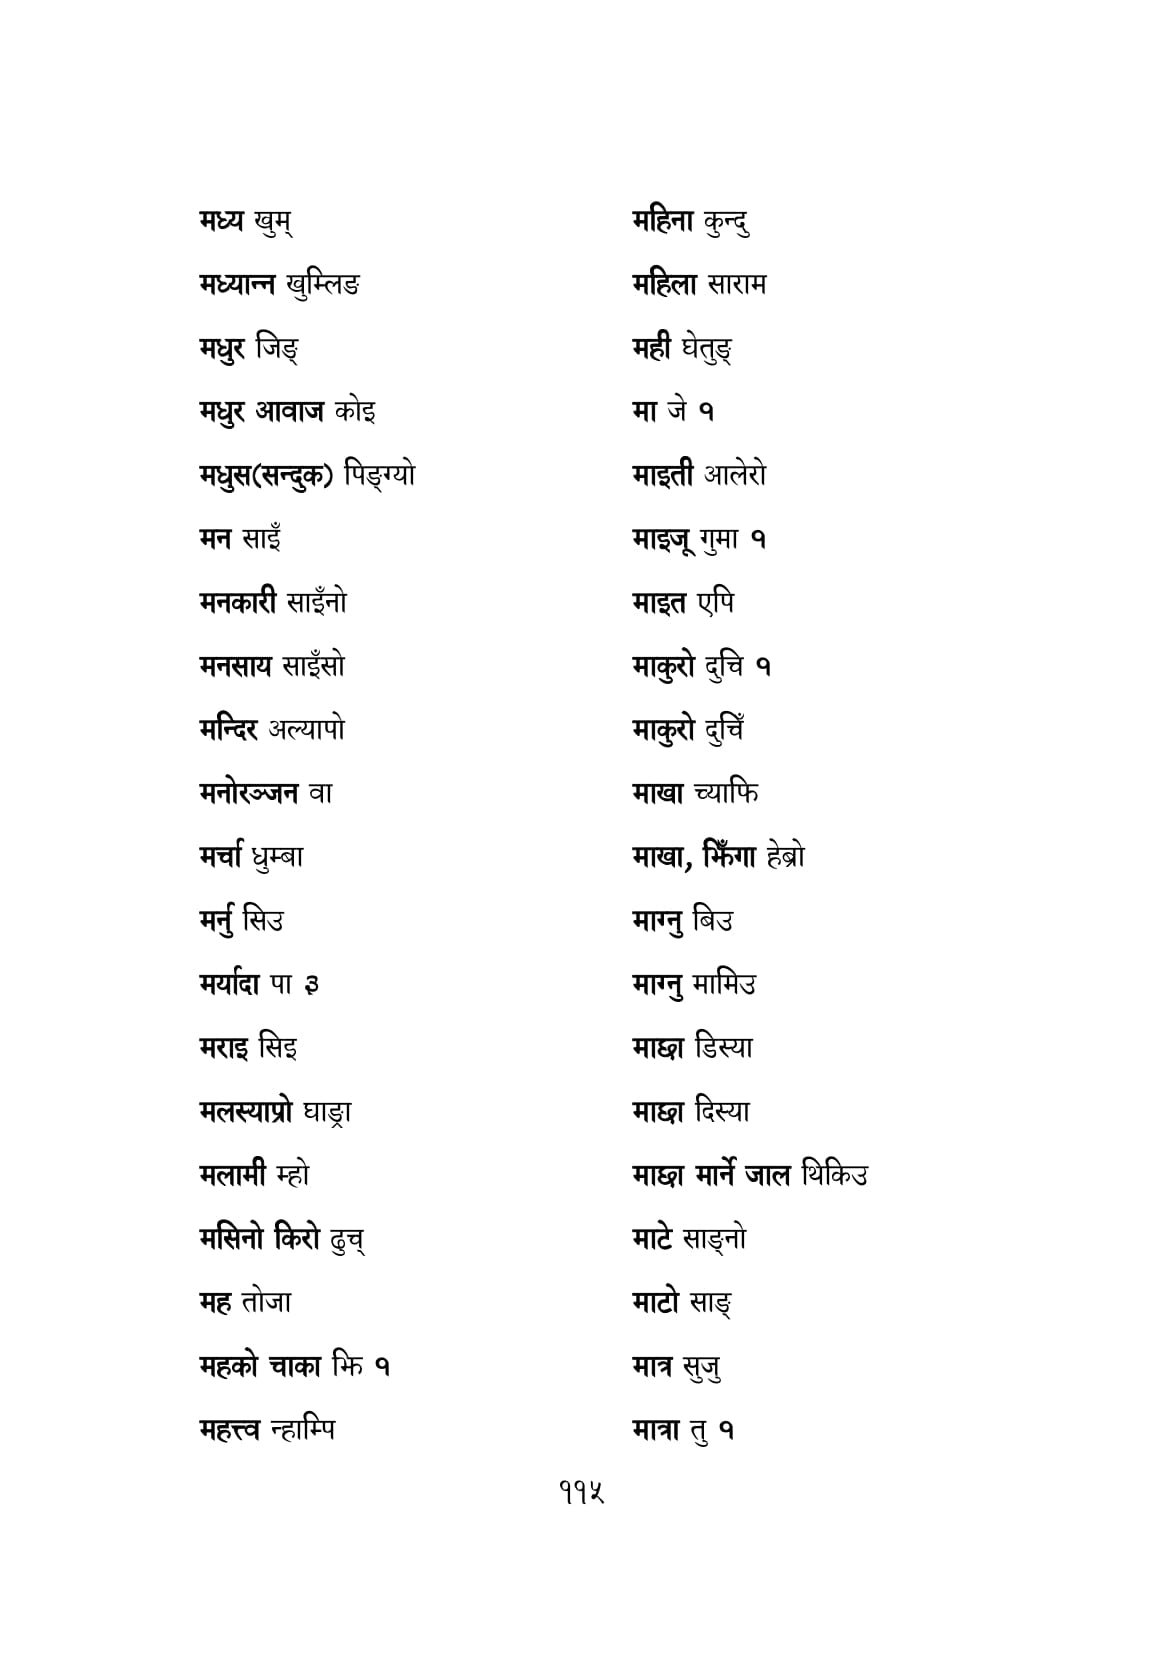 मध्य खुम्
मध्यान्न खुम्लिङ
मधुर जिङ्
मधुर आवाज कोइ
मधुस(सन्दुक) पिङ्ग्यो
मन साइँ
मनकारी साइँनो
मनसाय साइँसो
मन्दिर अल्यापो
मनोरञ्जन वा
मर्चा धुम्बा
मर्नु सिउ
मर्यादा पा ३
मराइ सिइ
मलस्याप्रो घाङ्रा
मलामी म्हो
मसिनो किरो ढुच्
मह तोजा
महको चाका झि १
महत्त्व न्हाम्पि
महिना कुन्दु
महिला साराम
मही घेतुङ्
मा जे १
माइती आलेरो
माइजू गुमा १
माइत एपि
माकुरो दुचि १
माकुरो दुचिँ
माखा च्याफि
माखा, झिँगा हेब्रो
माग्नु बिउ
माग्नु मामिउ
माछा डिस्या
माछा दिस्या
माछा मार्ने जाल थिकिउ
माटे साङ्नो
माटो साङ्
मात्र सुजु
मात्रा तु १
११५